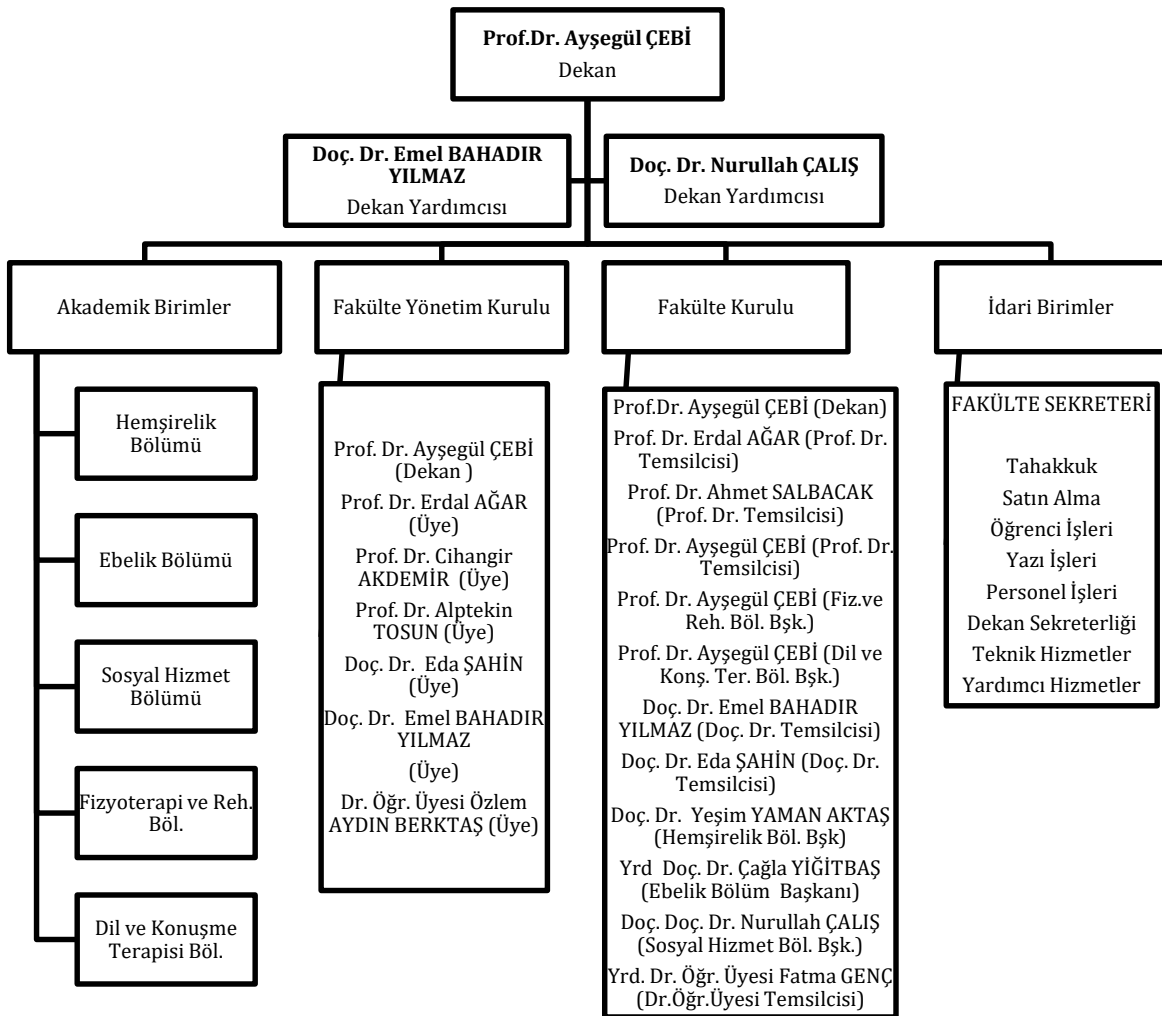 Prof.Dr. Ayşegül ÇEBİ
Dekan
Doç. Dr. Emel BAHADIR
YILMAZ
Dekan Yardımcısı
Doç. Dr. Nurullah ÇALIŞ
Dekan Yardımcısı
Akademik Birimler
Fakülte Yönetim Kurulu
Fakülte Kurulu
İdari Birimler
Hemşirelik
Bölümü
Ebelik Bölümü
Sosyal Hizmet
Bölümü
Fizyoterapi ve Reh.
Böl.
Dil ve Konuşme
Terapisi Böl.
Prof. Dr. Ayşegül ÇEBİ
(Dekan )
Prof. Dr. Erdal AĞAR
(Üye)
Prof. Dr. Cihangir
AKDEMİR (Üye)
Prof. Dr. Alptekin
TOSUN (Üye)
Doç. Dr. Eda ŞAHİN
(Üye)
Doç. Dr. Emel BAHADIR
YILMAZ
(Üye)
Dr. Öğr. Üyesi Özlem
AYDIN BERKTAŞ (Üye)
Prof.Dr. Ayşegül ÇEBİ (Dekan)
Prof. Dr. Erdal AĞAR (Prof. Dr.
Temsilcisi)
Prof. Dr. Ahmet SALBACAK
(Prof. Dr. Temsilcisi)
Prof. Dr. Ayşegül ÇEBİ (Prof. Dr.
Temsilcisi)
Prof. Dr. Ayşegül ÇEBİ (Fiz.ve
Reh. Böl. Bşk.)
Prof. Dr. Ayşegül ÇEBİ (Dil ve
Konş. Ter. Böl. Bşk.)
Doç. Dr. Emel BAHADIR
YILMAZ (Doç. Dr. Temsilcisi)
Doç. Dr. Eda ŞAHİN (Doç. Dr.
Temsilcisi)
Doç. Dr. Yeşim YAMAN AKTAŞ
(Hemşirelik Böl. Bşk)
Yrd Doç. Dr. Çağla YİĞİTBAŞ
(Ebelik Bölüm Başkanı)
Doç. Doç. Dr. Nurullah ÇALIŞ
(Sosyal Hizmet Böl. Bşk.)
Yrd. Dr. Öğr. Üyesi Fatma GENÇ
(Dr.Öğr.Üyesi Temsilcisi)
FAKÜLTE SEKRETERİ
Tahakkuk
Satın Alma
Öğrenci İşleri
Yazı İşleri
Personel İşleri
Dekan Sekreterliği
Teknik Hizmetler
Yardımcı Hizmetler